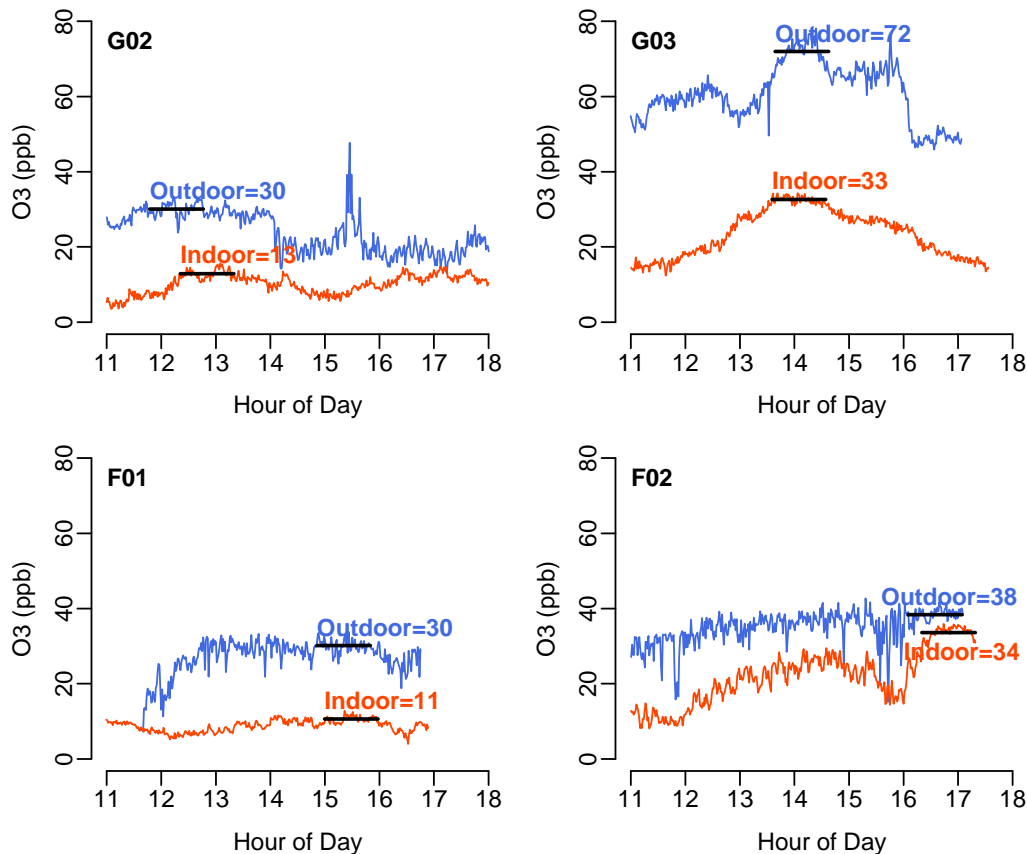 G02
Outdoor=30
Indoor=13
O3 (ppb)
0 20 40 60 80
11 12 13 14 15 16 17 18
Hour of Day
G03
Outdoor=72
Indoor=33
O3 (ppb)
0 20 40 60 80
11 12 13 14 15 16 17 18
Hour of Day
F01
Outdoor=30
Indoor=11
O3 (ppb)
0 20 40 60 80
11 12 13 14 15 16 17 18
Hour of Day
F02
Outdoor=38
Indoor=34
O3 (ppb)
0 20 40 60 80
11 12 13 14 15 16 17 18
Hour of Day